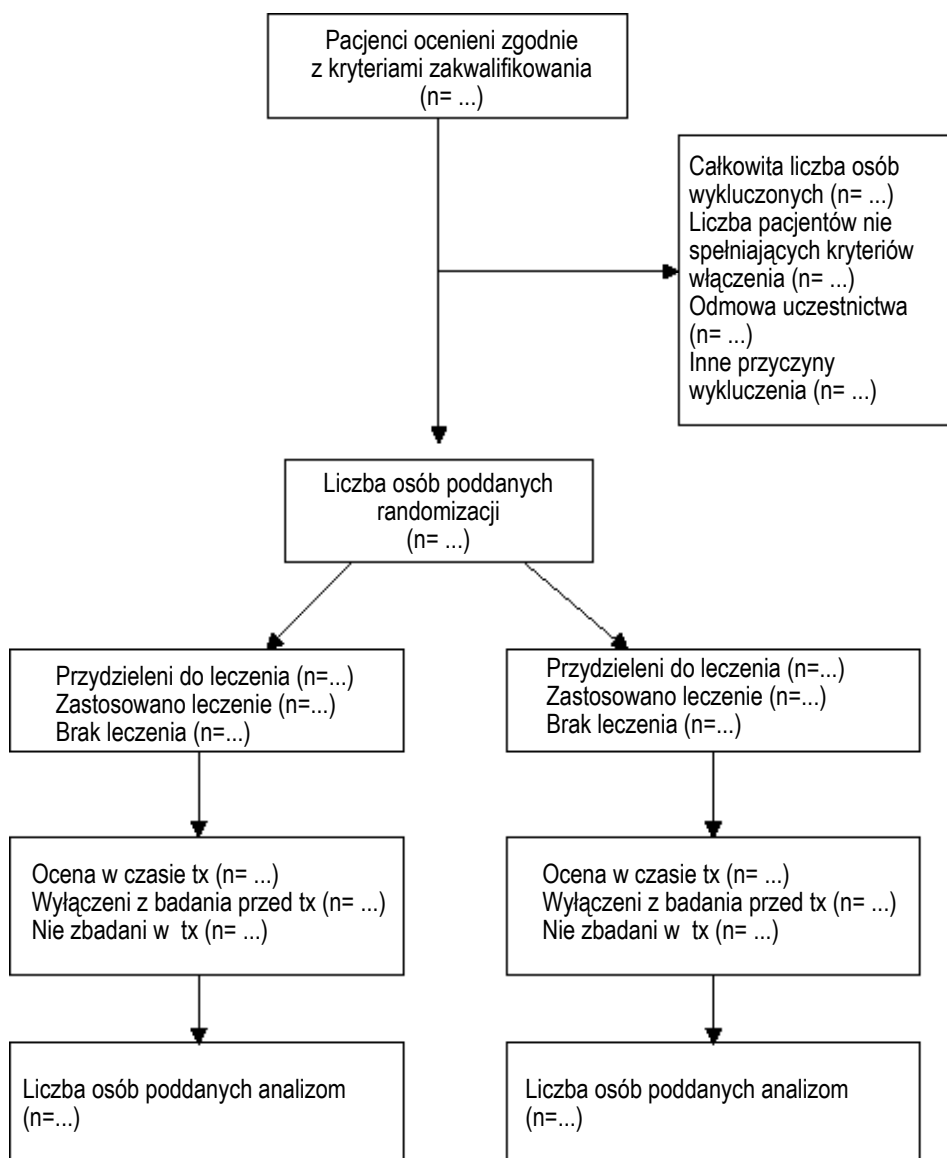 Pacjenci ocenieni zgodnie
z kryteriami zakwalifikowania
(n= ...)
Całkowita liczba osób
wykluczonych (n= ...)
Liczba pacjentów nie
spełniających kryteriów
włączenia (n= ...)
Odmowa uczestnictwa
(n= ...)
Inne przyczyny
wykluczenia (n= ...)
Liczba osób poddanych
randomizacji
(n= ...)
Przydzieleni do leczenia (n=...)
Zastosowano leczenie (n=...)
Brak leczenia (n=...)
Przydzieleni do leczenia (n=...)
Zastosowano leczenie (n=...)
Brak leczenia (n=...)
Ocena w czasie tx (n= ...)
Wyłączeni z badania przed tx (n= ...)
Nie zbadani w tx (n= ...)
Ocena w czasie tx (n= ...)
Wyłączeni z badania przed tx (n= ...)
Nie zbadani w tx (n= ...)
Liczba osób poddanych analizom
(n=...)
Liczba osób poddanych analizom
(n=...)